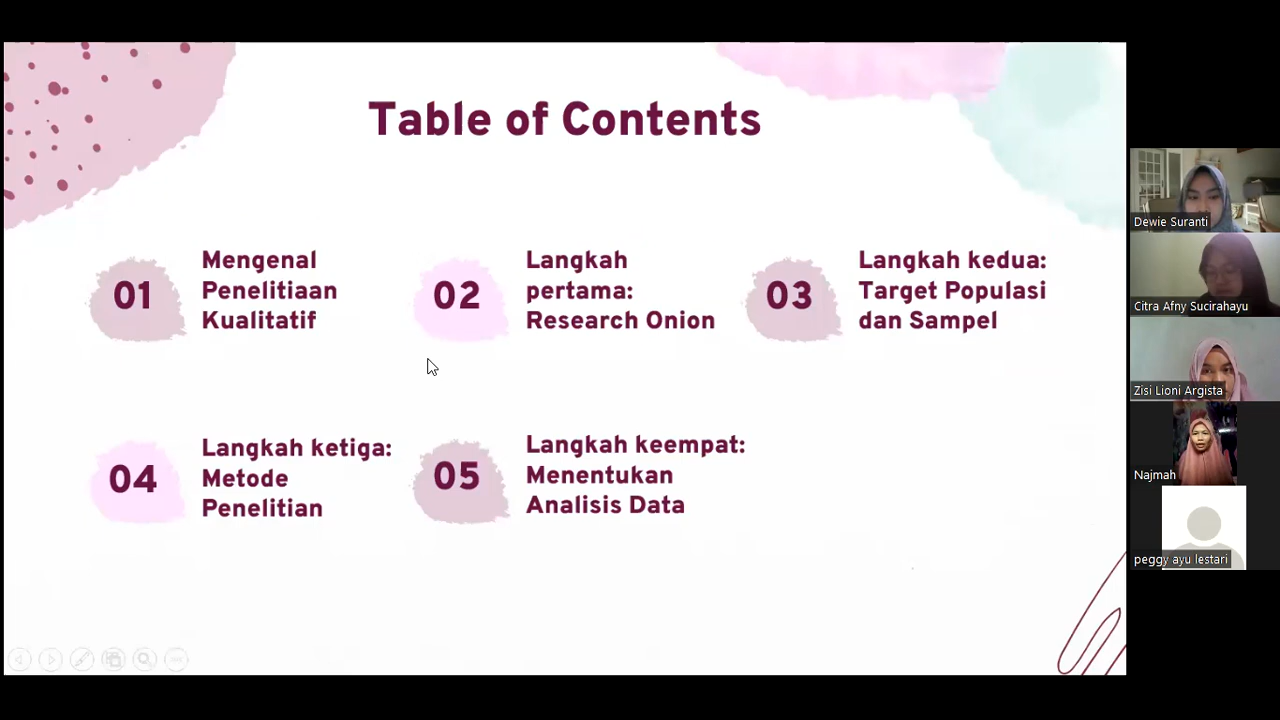 Table of Contents
01
Mengenal
Penelitiaan
Kualitatif
02
Langkah
pertama:
Research Onion
03
Langkah kedua:
Target Populasi
dan Sampel
04
Langkah ketiga:
Metode
Penelitian
05
Langkah keempat:
Menentukan
Analisis Data
Dewie Suranti
Citra Afny Sucirahayu
Zisi Lioni Argista
Najmah
peggy ayu lestari